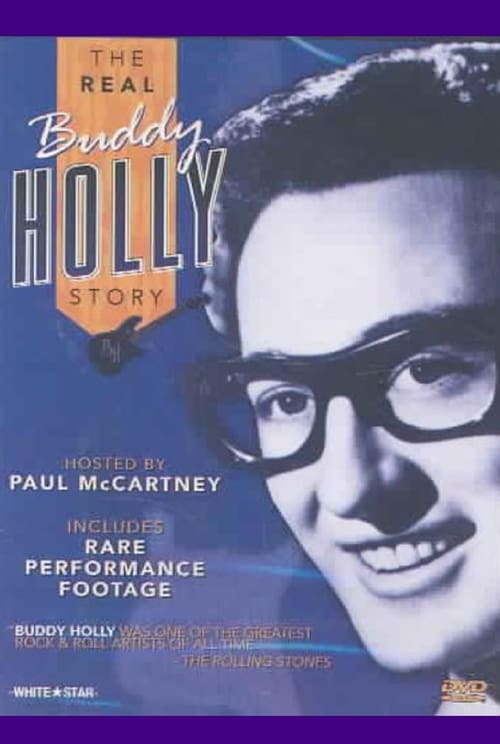 THE
REAL
Buddy
HOLLY
STORY
BH
HOSTED BY
PAUL McCARTNEY
INCLUDES
RARE
PERFORMANCE
FOOTAGE
"BUDDY HOLLY WAS ONE OF THE GREATEST
ROCK & ROLL ARTISTS OF ALL TIME
THE ROLLING STONES
-WHITE★STAR-
DVD